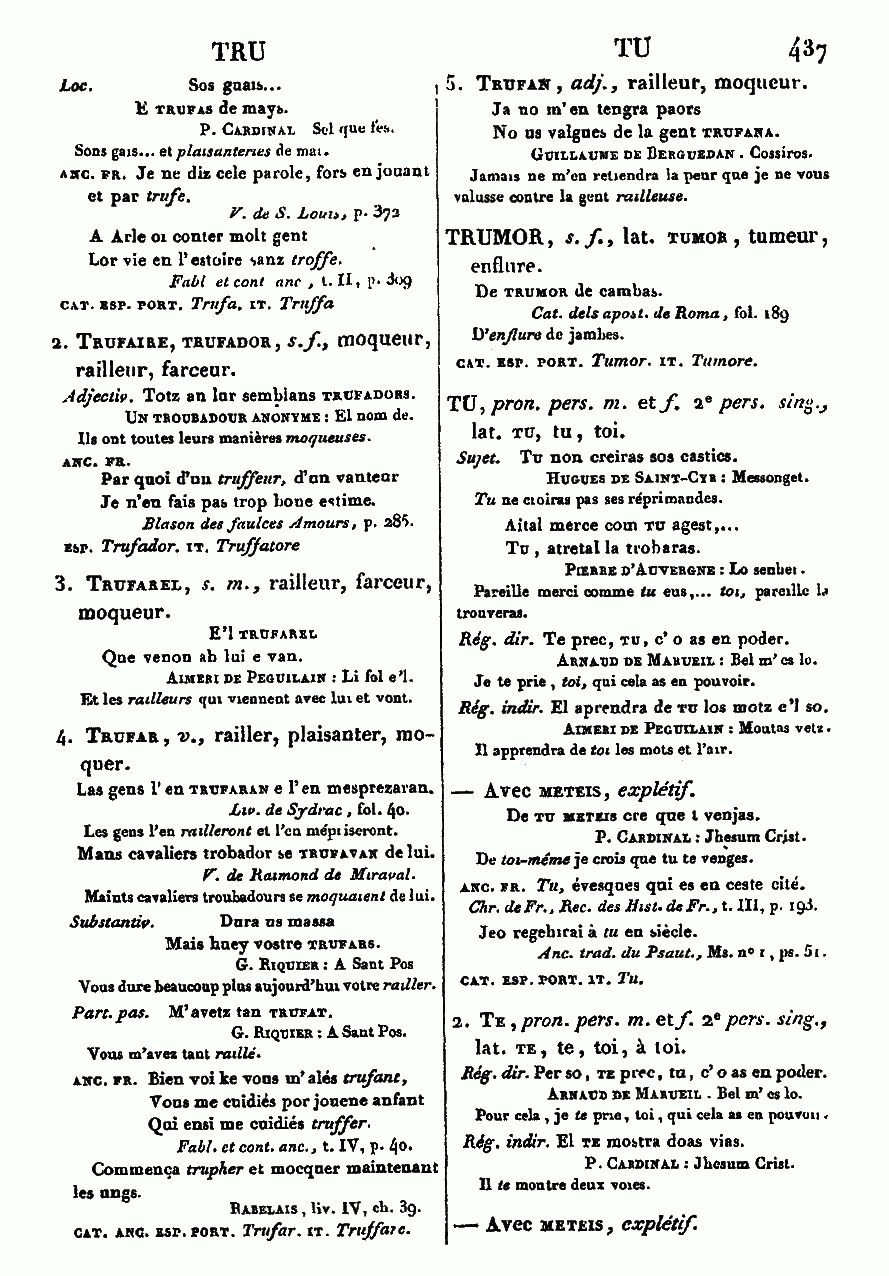 TRU
TU 437
Loc. Sos gnais...
E TRUFAS de mays.
P. CARDINAL Sel que fes.
Sons gais... et plaisanteries de mai.
ANC. FR. Je ne diz cele parole, fors en jouant
et par trufe.
V. de S. Louis, p. 372
A Arle oi conter molt gent
Lor vie en l'estoire sanz troffe.
Fabl et cont anc, t. II, p. 309
CAT. ESP. PORT. Trufa. IT. Truffa
2. TRUFAIRE, TRUFADOR, s. f., moqueur,
railleur, farceur.
Adjectiv. Totz an lur semblans TRUFADORS.
UN TROUBADOUR ANONYME : El nom de.
Ils ont toutes leurs manières moqueuses.
ANC. FR.
Par quoi d'un truffeur, d'un vanteur
Je n'en fais pas trop bone estime.
Blason des faulces Amours, p. 285.
ESP. Trufador. IT. Truffatore
3. TRUFAREL, s. m., railleur, farceur,
moqueur.
E'l TRUFAREL
Que venon ab lui e van.
AIMERI DE PEGUILAIN : Li fol e'l.
Et les railleurs qui viennent avec lui et vont.
4. TRUFAR, v., railler, plaisanter, mo-
quer.
Las gens l'en TRUFARAN e l'en mesprezaran.
Liv. de Sydrac, fol. 40.
Les gens l'en railleront et l'en mépriseront.
Mans cavaliers trobador se TRUFAVAN de lui.
V. de Raimond de Miraval.
Maints cavaliers troubadours se moquaient de lui.
Substantiv. Dura us massa
Mais huey vostre TRUFARS.
G. RIQUIER : A Sant Pos
Vous dure beaucoup plus aujourd'hui votre railler.
Part. pas. M'avetz tan TRUFAT.
G. RIQUIER : A Sant Pos.
Vous m'avez tant raillé.
ANC. FR. Bien voi ke vous m'alés trufant,
Vous me cuidiés por jouene anfant
Qui ensi me cuidiés truffer.
Fabl. et cont. anc., t. IV, p. 40.
Commença trupher et mocquer maintenant
les ungs.
RABELAIS, liv. IV, ch. 39.
CAT. ANC. ESP. PORT. Trufar. IT. Truffare.
5. TRUFAN, adj., railleur, moqueur.
Ja no m'en tengra paors
No us valgues de la gent TRUFANA.
GUILLAUME DE BERGUEDAN. Cossiros.
Jamais ne m'en retiendra la peur que je ne vous
valusse contre la gent railleuse.
TRUMOR, s. f., lat. TUMOR, tumeur,
enflure.
De TRUMOR de cambas.
Cat. dels apost. de Roma, fol. 189
D'enflure de jambes.
CAT. ESP. PORT. Tumor. IT. Tumore.
TU, pron. pers. m. et f. 2e pers. sing.,
lat. TU, tu, toi.
Sujet. TU non creiras sos castics.
HUGUES DE SAINT-CYR : Messonget.
Tu ne croiras pas ses réprimandes.
Aital merce com TU agest,...
TU, atretal la trobaras.
PIERRE D'AUVERGNE : Lo senher.
Pareille merci comme tu eus,... toi, pareille la
trouveras.
Rég. dir. Te prec, TU, c'o as en poder.
ARNAUD DE MARUEIL : Bel m'es lo.
Je te prie, toi, qui cela as en pouvoir.
Rég. indir. El aprendra de TU los motz e'l so.
AIMERI DE PEGUILAIN : Moutas vetz.
Il apprendra de toi les mots et l'air.
— Avec METEIS, explétif.
De TU METEIS cre que t venjas.
P. CARDINAL : Jhesum Crist.
De toi-même je crois que tu te venges.
ANC. FR. Tu, évesques qui es en ceste cité.
Chr. de Fr., Rec. des Hist. de Fr., t. III, p. 193.
Jeo regehirai à tu en siècle.
Anc. trad. du Psaut., Ms. no 1, ps. 51.
CAT. ESP. PORT. IT. Tu.
2. TE, pron. pers. m. et f. 2e pers. sing.,
lat. TE, te, toi, à toi.
Rég. dir. Per so, TE prec, tu, c'o as en poder.
ARNAUD DE MARUEIL. Bel m'es lo.
Pour cela, je te prie, toi, qui cela as en pouvoir.
Rég. indir. El TE mostra doas vias.
P. CARDINAL : Jhesum Crist.
Il te montre deux voies.
— Avec METEIS, explétif.